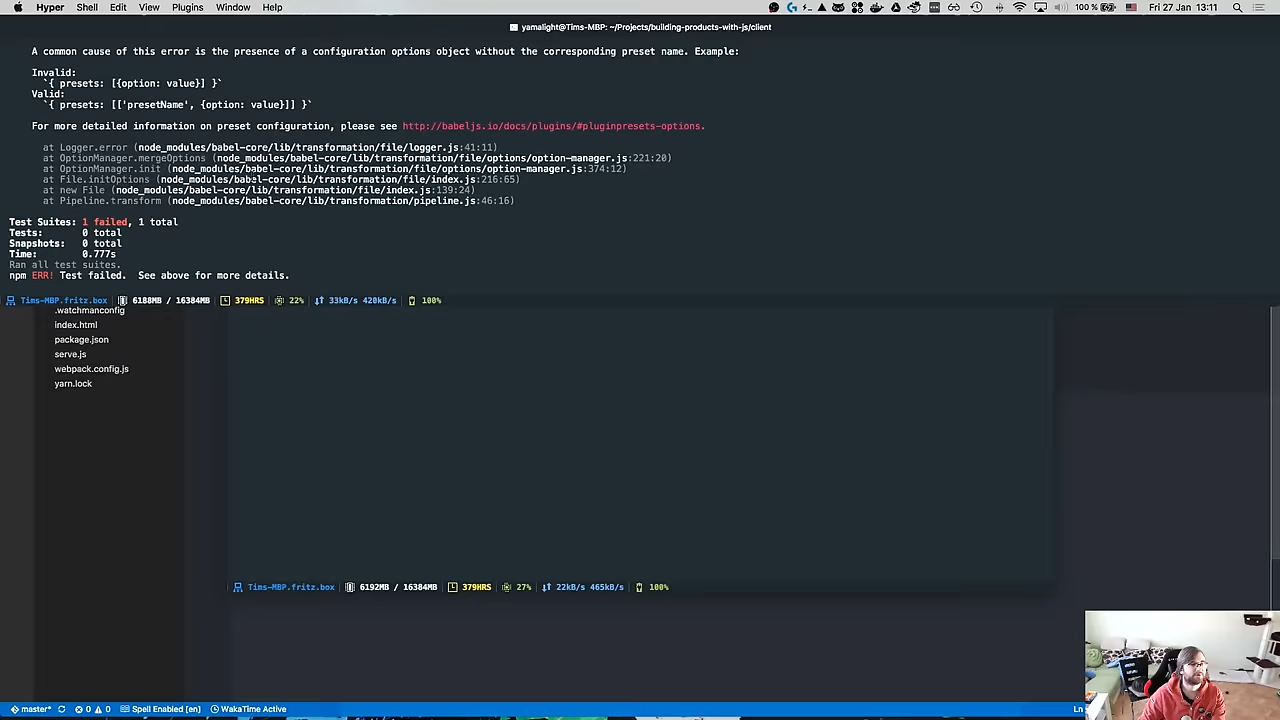 Hyper Shell Edit View Plugins Window Help 100 % Fri 27 Jan 13:11
yamalight@Tims-MBP: ~/Projects/building-products-with-js/client
A common cause of this error is the presence of a configuration options object without the corresponding preset name. Example:
Invalid:
`{ presets: [{option: value}] }`
Valid:
`{ presets: [['presetName', {option: value}]] }`
For more detailed information on preset configuration, please see http://babeljs.io/docs/plugins/#pluginpresets-options.
at Logger.error (node_modules/babel-core/lib/transformation/file/logger.js:41:11)
at OptionManager.mergeOptions (node_modules/babel-core/lib/transformation/file/options/option-manager.js:221:20)
at OptionManager.init (node_modules/babel-core/lib/transformation/file/options/option-manager.js:374:12)
at File.initOptions (node_modules/babel-core/lib/transformation/file/index.js:216:65)
at new File (node_modules/babel-core/lib/transformation/file/index.js:139:24)
at Pipeline.transform (node_modules/babel-core/lib/transformation/pipeline.js:46:16)
Test Suites: 1 failed, 1 total
Tests: 0 total
Snapshots: 0 total
Time: 0.777s
Ran all test suites.
npm ERR! Test failed. See above for more details.
Tims-MBP.fritz.box 6188MB / 16384MB 379HRS 22% 33kB/s 420kB/s 100%
.watchmanconfig
index.html
package.json
serve.js
webpack.config.js
yarn.lock
Tims-MBP.fritz.box 6192MB / 16384MB 379HRS 27% 22kB/s 465kB/s 100%
master* 0 0 Spell Enabled [en] WakaTime Active Ln